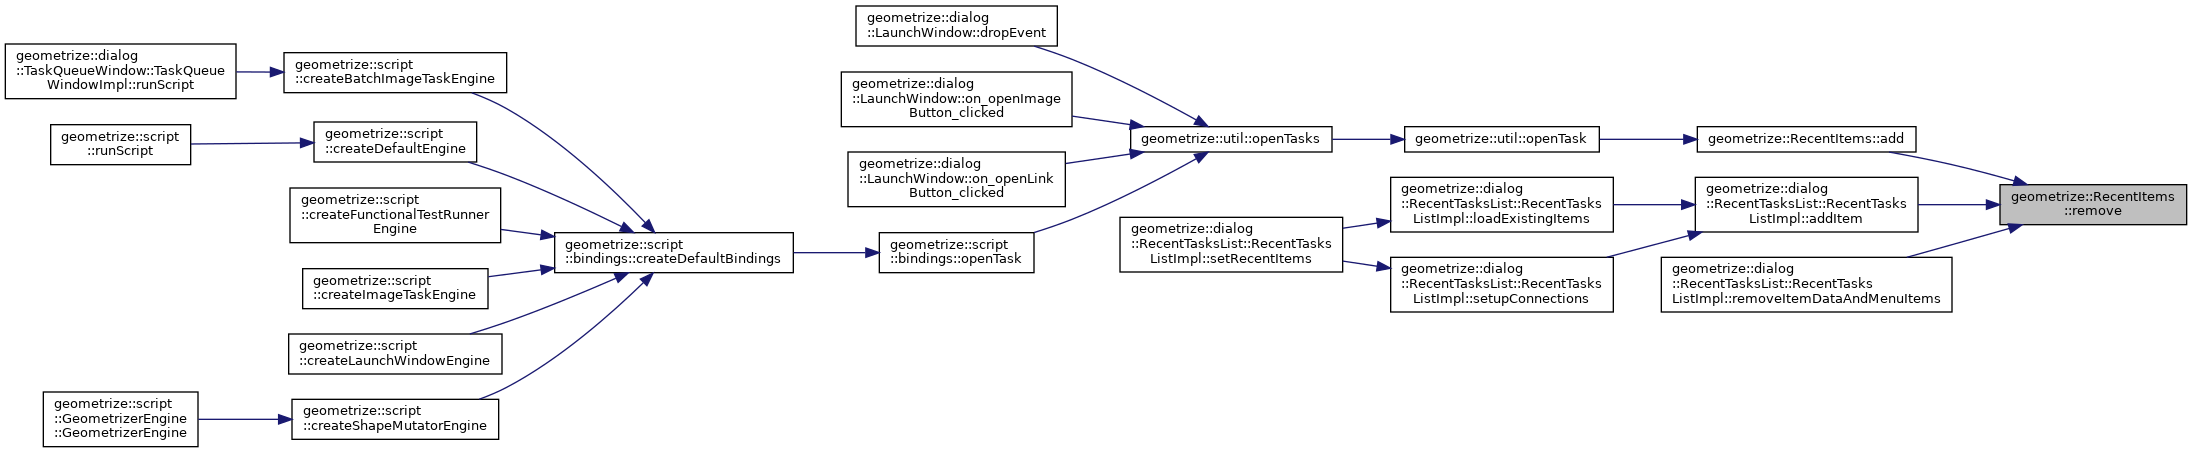 geometrize::dialog
::TaskQueueWindow::TaskQueue
WindowImpl::runScript
geometrize::script
::runScript
geometrize::script
::GeometrizerEngine
::GeometrizerEngine
geometrize::script
::createBatchImageTaskEngine
geometrize::script
::createDefaultEngine
geometrize::script
::createFunctionalTestRunner
Engine
geometrize::script
::createImageTaskEngine
geometrize::script
::createLaunchWindowEngine
geometrize::script
::createShapeMutatorEngine
geometrize::script
::bindings::createDefaultBindings
geometrize::dialog
::LaunchWindow::dropEvent
geometrize::dialog
::LaunchWindow::on_openImage
Button_clicked
geometrize::dialog
::LaunchWindow::on_openLink
Button_clicked
geometrize::script
::bindings::openTask
geometrize::util::openTasks
geometrize::dialog
::RecentTasksList::RecentTasks
ListImpl::setRecentItems
geometrize::util::openTask
geometrize::dialog
::RecentTasksList::RecentTasks
ListImpl::loadExistingItems
geometrize::dialog
::RecentTasksList::RecentTasks
ListImpl::setupConnections
geometrize::RecentItems::add
geometrize::dialog
::RecentTasksList::RecentTasks
ListImpl::addItem
geometrize::dialog
::RecentTasksList::RecentTasks
ListImpl::removeItemDataAndMenuItems
geometrize::RecentItems
::remove